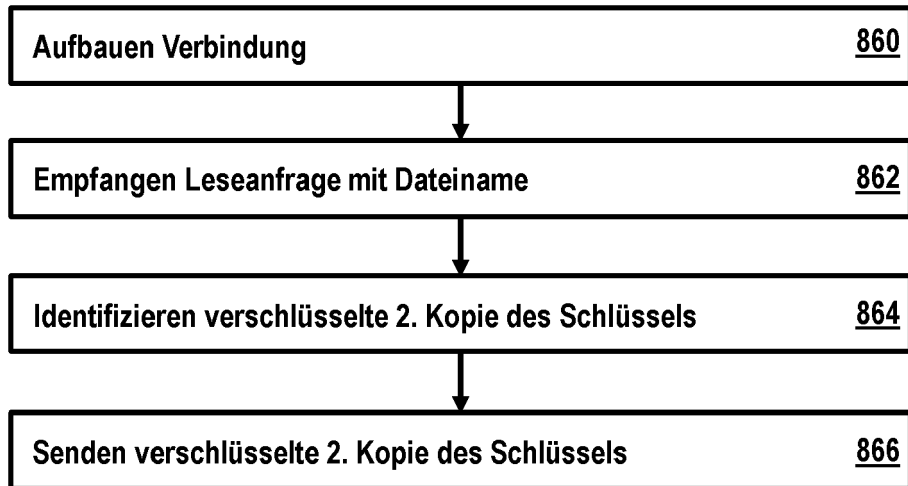 Aufbauen Verbindung 860
Empfangen Leseanfrage mit Dateiname 862
Identifizieren verschlüsselte 2. Kopie des Schlüssels 864
Senden verschlüsselte 2. Kopie des Schlüssels 866